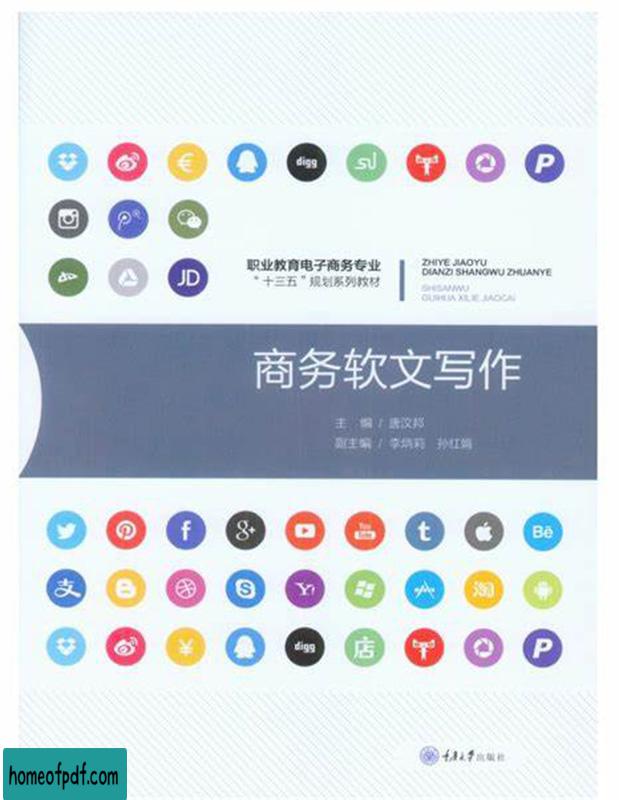 digg
P
JD
职业教育电子商务专业
“十三五”规划系列教材
ZHIYE JIAOYU
DIANZI SHANGWU ZHUANYE
SHISANWU
GUIHUA XILIE JIAOCAI
商务软文写作
主 编 / 唐汉邦
副主编 / 李炳莉 孙红娟
f
g+
You Tube
t
Bē
支
B
S
Y!
淘
¥
digg
店
P
重庆大学出版社
homeofpdf.com